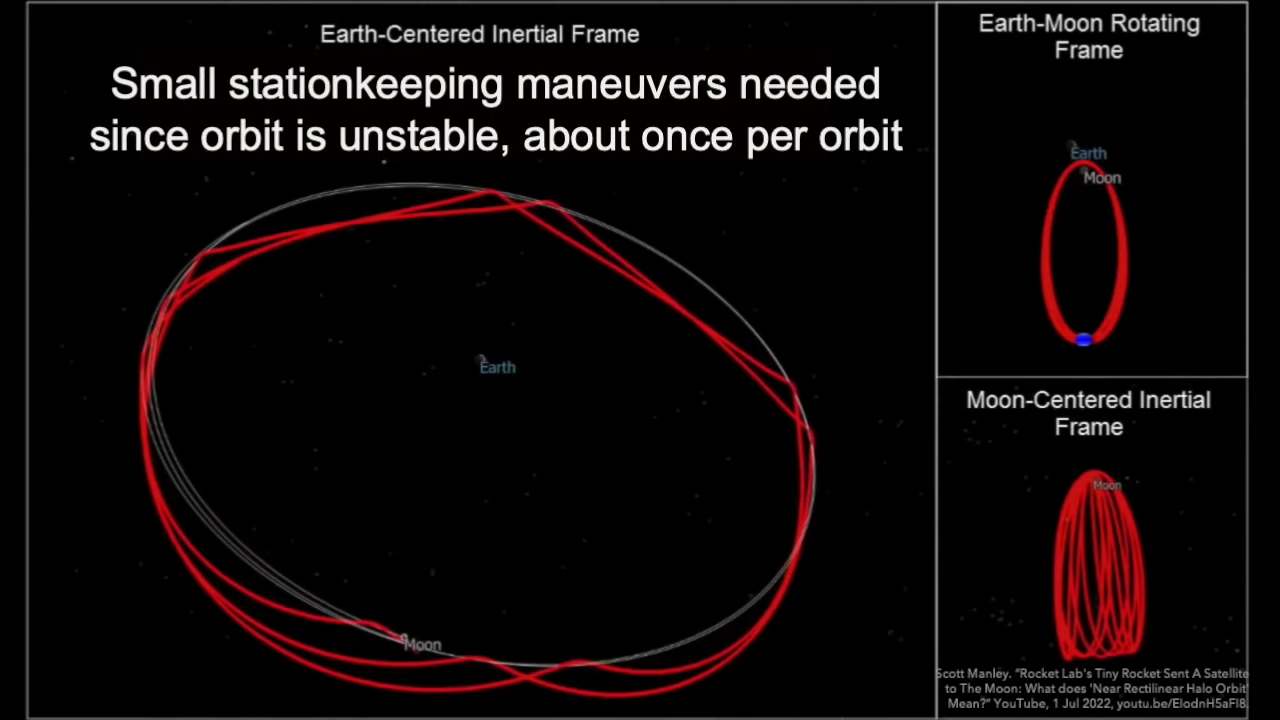 Earth-Centered Inertial Frame
Small stationkeeping maneuvers needed
since orbit is unstable, about once per orbit
Earth
Moon
Earth-Moon Rotating
Frame
Earth
Moon
Moon-Centered Inertial
Frame
Moon
Scott Manley. “Rocket Lab's Tiny Rocket Sent A Satellite
to The Moon: What does 'Near Rectilinear Halo Orbit'
Mean?” YouTube, 1 Jul 2022, youtu.be/ElodnH5aFl8.